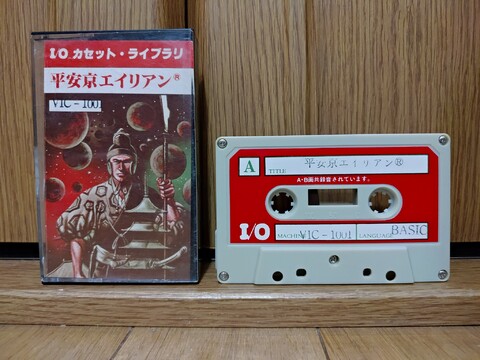 I/O カセット・ライブラリ
平安京エイリアン®
VIC-1001
A
TITLE
平安京エイリアン®
A・B面共録音されています。
I/O
MACHINE
VIC-1001
LANGUAGE
BASIC